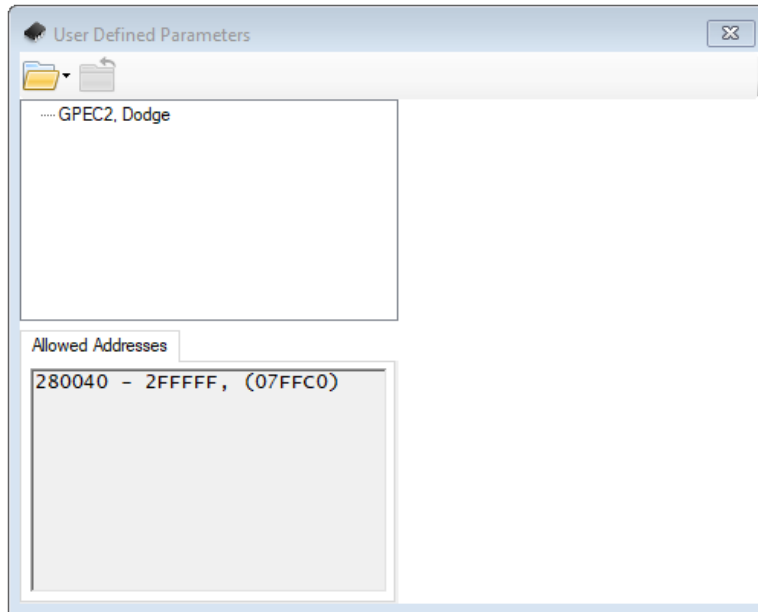 User Defined Parameters
GPEC2, Dodge
Allowed Addresses
280040 - 2FFFFF, (07FFC0)